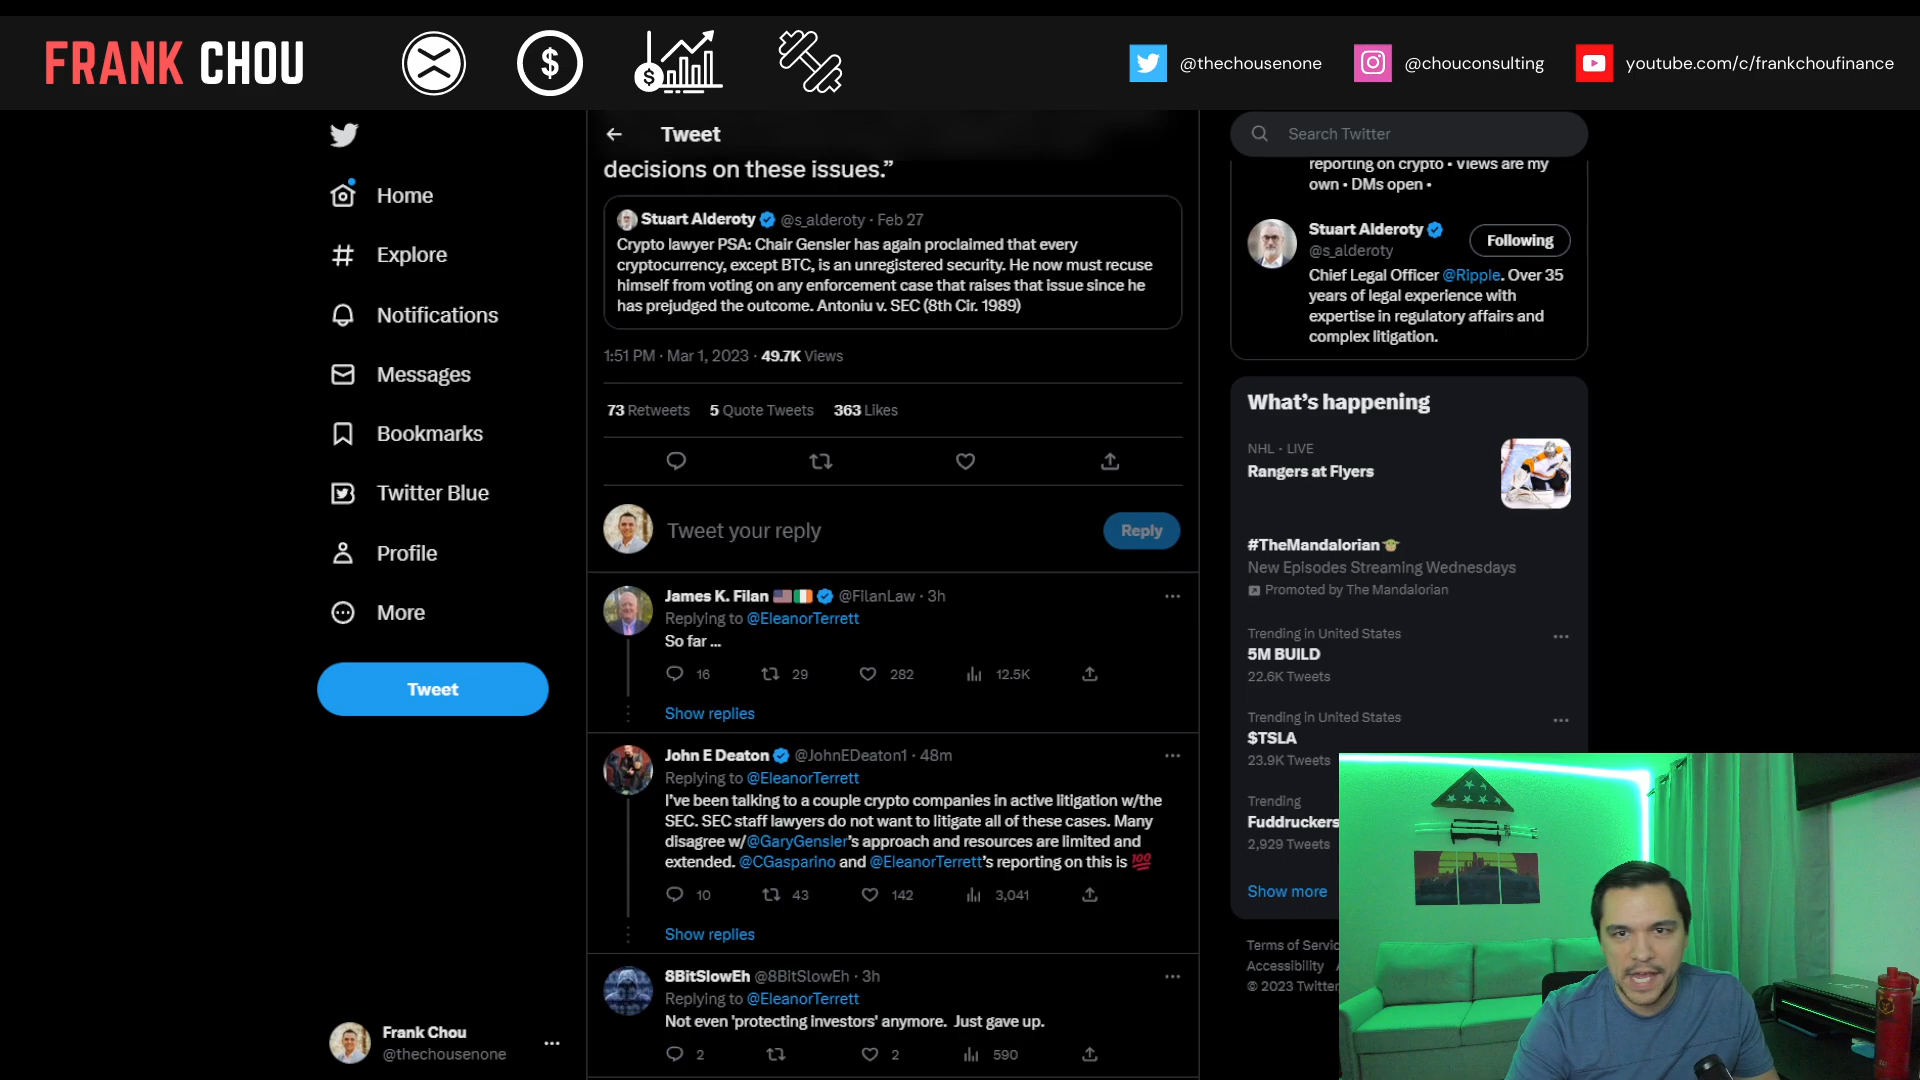 FRANK CHOU
@thechousenone
@chouconsulting
youtube.com/c/frankchoufinance
Home
Explore
Notifications
Messages
Bookmarks
Twitter Blue
Profile
More
Tweet
Frank Chou
@thechousenone
Tweet
decisions on these issues.”
Stuart Alderoty @s_alderoty · Feb 27
Crypto lawyer PSA: Chair Gensler has again proclaimed that every
cryptocurrency, except BTC, is an unregistered security. He now must recuse
himself from voting on any enforcement case that raises that issue since he
has prejudged the outcome. Antoniu v. SEC (8th Cir. 1989)
1:51 PM · Mar 1, 2023 · 49.7K Views
73 Retweets 5 Quote Tweets 363 Likes
Tweet your reply
Reply
James K. Filan @FilanLaw · 3h
Replying to @EleanorTerrett
So far ...
16 29 282 12.5K
Show replies
John E Deaton @JohnEDeaton1 · 48m
Replying to @EleanorTerrett
I’ve been talking to a couple crypto companies in active litigation w/the
SEC. SEC staff lawyers do not want to litigate all of these cases. Many
disagree w/@GaryGensler’s approach and resources are limited and
extended. @CGasparino and @EleanorTerrett’s reporting on this is 💯
10 43 142 3,041
Show replies
8BitSlowEh @8BitSlowEh · 3h
Replying to @EleanorTerrett
Not even 'protecting investors' anymore. Just gave up.
2 2 590
Search Twitter
reporting on crypto • Views are my
own • DMs open •
Stuart Alderoty
@s_alderoty
Following
Chief Legal Officer @Ripple. Over 35
years of legal experience with
expertise in regulatory affairs and
complex litigation.
What’s happening
NHL · LIVE
Rangers at Flyers
#TheMandalorian
New Episodes Streaming Wednesdays
Promoted by The Mandalorian
Trending in United States
5M BUILD
22.6K Tweets
Trending in United States
$TSLA
23.9K Tweets
Trending
Fuddruckers
2,929 Tweets
Show more
Terms of Servic
Accessibility
© 2023 Twitter